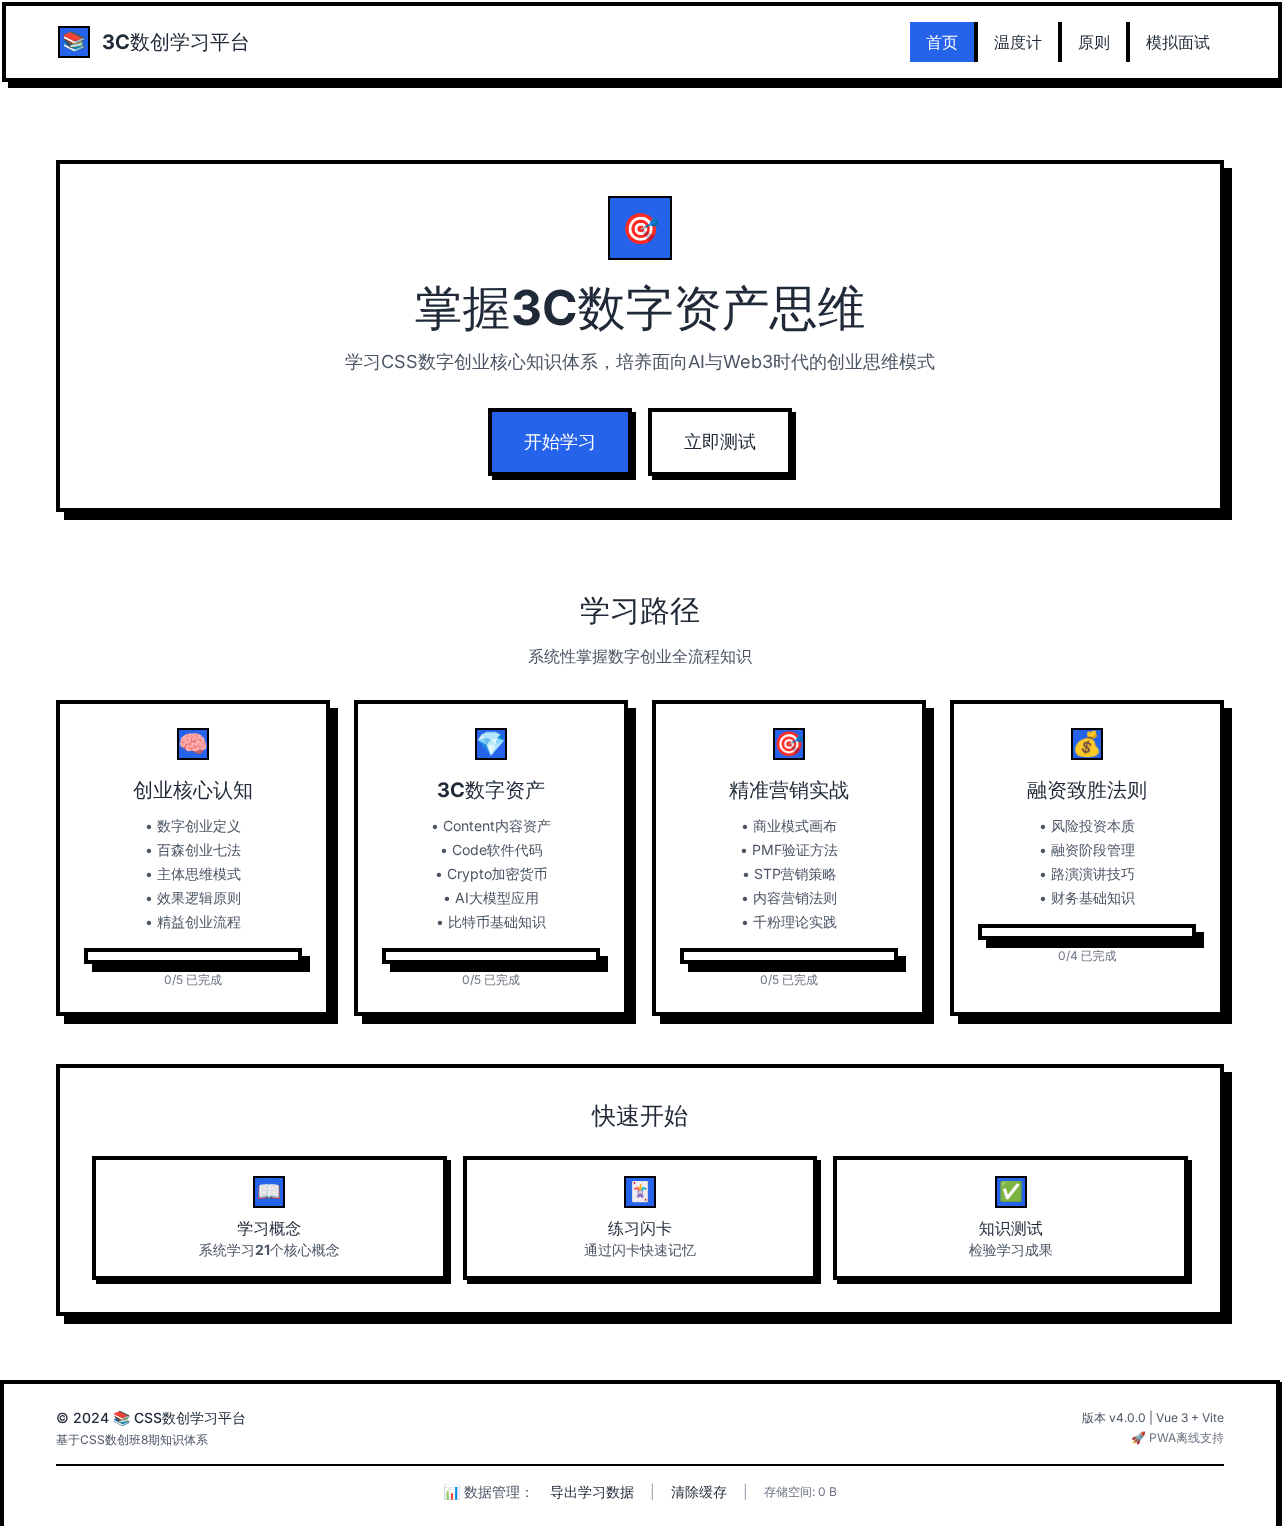 📚 3C数创学习平台
首页 温度计 原则 模拟面试
🎯
掌握3C数字资产思维
学习CSS数字创业核心知识体系，培养面向AI与Web3时代的创业思维模式
开始学习 立即测试
学习路径
系统性掌握数字创业全流程知识
🧠
创业核心认知
• 数字创业定义
• 百森创业七法
• 主体思维模式
• 效果逻辑原则
• 精益创业流程
0/5 已完成
💎
3C数字资产
• Content内容资产
• Code软件代码
• Crypto加密货币
• AI大模型应用
• 比特币基础知识
0/5 已完成
🎯
精准营销实战
• 商业模式画布
• PMF验证方法
• STP营销策略
• 内容营销法则
• 千粉理论实践
0/5 已完成
💰
融资致胜法则
• 风险投资本质
• 融资阶段管理
• 路演演讲技巧
• 财务基础知识
0/4 已完成
快速开始
📖
学习概念
系统学习21个核心概念
🃏
练习闪卡
通过闪卡快速记忆
✅
知识测试
检验学习成果
© 2024 📚 CSS数创学习平台
基于CSS数创班8期知识体系
版本 v4.0.0 | Vue 3 + Vite
🚀 PWA离线支持
📊 数据管理： 导出学习数据 | 清除缓存 | 存储空间: 0 B